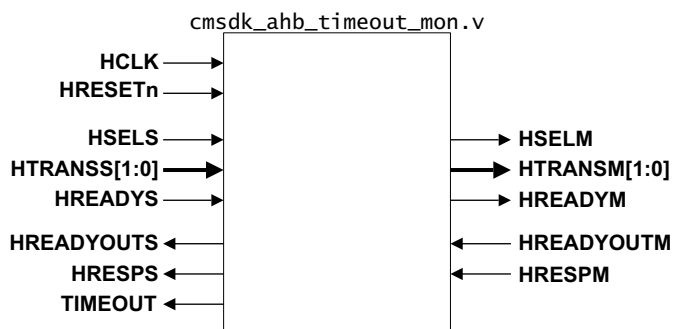 cmsdk_ahb_timeout_mon.v
HCLK
HRESETn
HSELS
HSELM
HTRANSS[1:0]
HTRANSM[1:0]
HREADYS
HREADYM
HREADYOUTS
HREADYOUTM
HRESPS
HRESPM
TIMEOUT